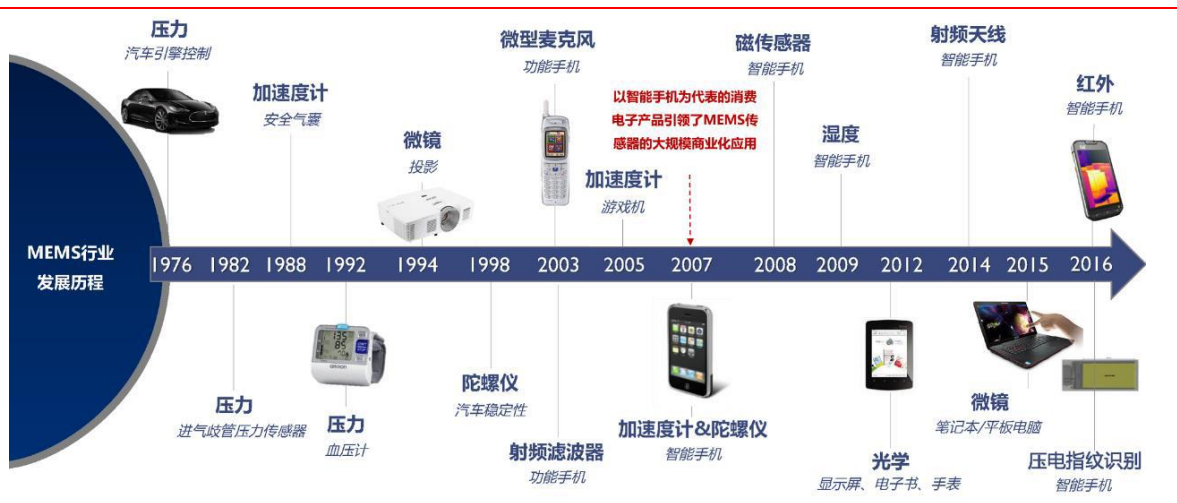 压力
汽车引擎控制
加速度计
安全气囊
微镜
投影
微型麦克风
功能手机
加速度计
游戏机
以智能手机为代表的消费
电子产品引领了MEMS传
感器的大规模商业化应用
磁传感器
智能手机
湿度
智能手机
射频天线
智能手机
红外
智能手机
MEMS行业
发展历程
1976 1982 1988 1992 1994 1998 2003 2005 2007 2008 2009 2012 2014 2015 2016
压力
进气歧管压力传感器
压力
血压计
陀螺仪
汽车稳定性
射频滤波器
功能手机
加速度计&陀螺仪
智能手机
光学
显示屏、电子书、手表
微镜
笔记本/平板电脑
压电指纹识别
智能手机